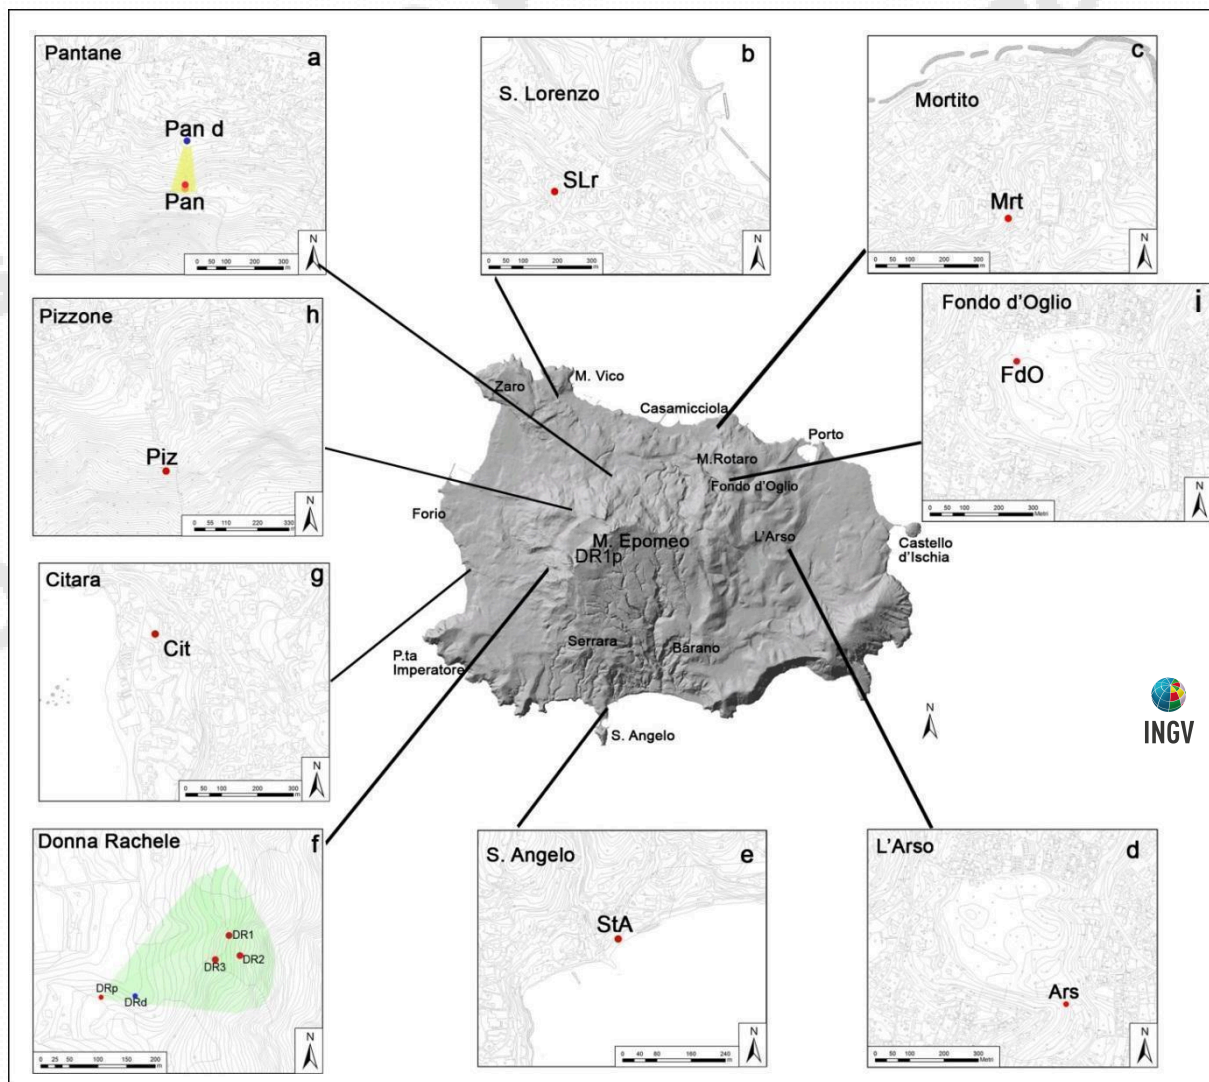 Pantane
a
Pan d
Pan
N
0 50 100 200 300
m
b
S. Lorenzo
SLr
N
0 50 100 200 300
m
c
Mortito
Mrt
N
0 50 100 200 300
m
Pizzone
h
Piz
N
0 55 110 220 330
m
Fondo d'Oglio
i
FdO
N
0 50 100 200 300
Metri
Zaro
M. Vico
Casamicciola
Porto
M.Rotaro
Fondo d'Oglio
Forio
L'Arso
Castello
d'Ischia
M. Epomeo
DR1p
Serrara
Barano
P.ta
Imperatore
S. Angelo
N
INGV
Citara
g
Cit
N
0 50 100 200 300
m
Donna Rachele
f
DR1
DR2
DR3
DRp
DRd
N
0 25 50 100 150 200
m
S. Angelo
e
StA
N
0 40 80 160 240
m
L'Arso
d
Ars
N
0 50 100 200 300
Metri